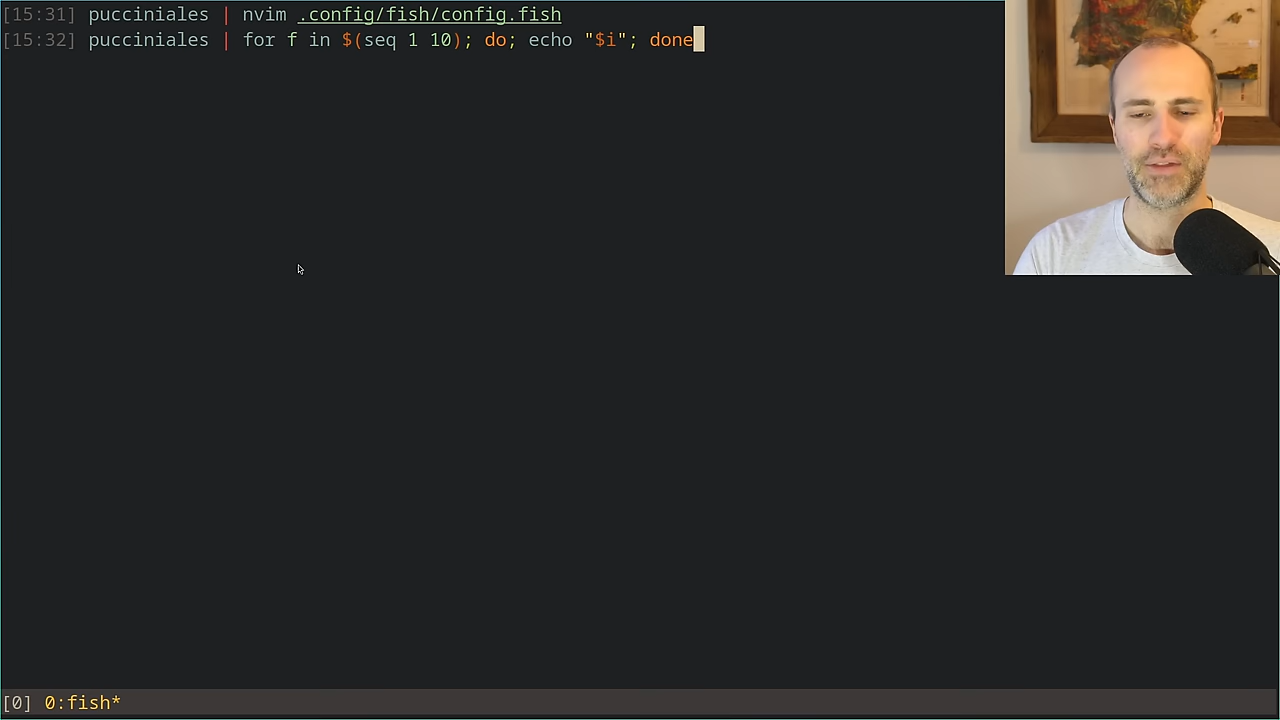 [15:31] pucciniales | nvim .config/fish/config.fish
[15:32] pucciniales | for f in $(seq 1 10); do; echo "$i"; done
[0] 0:fish*